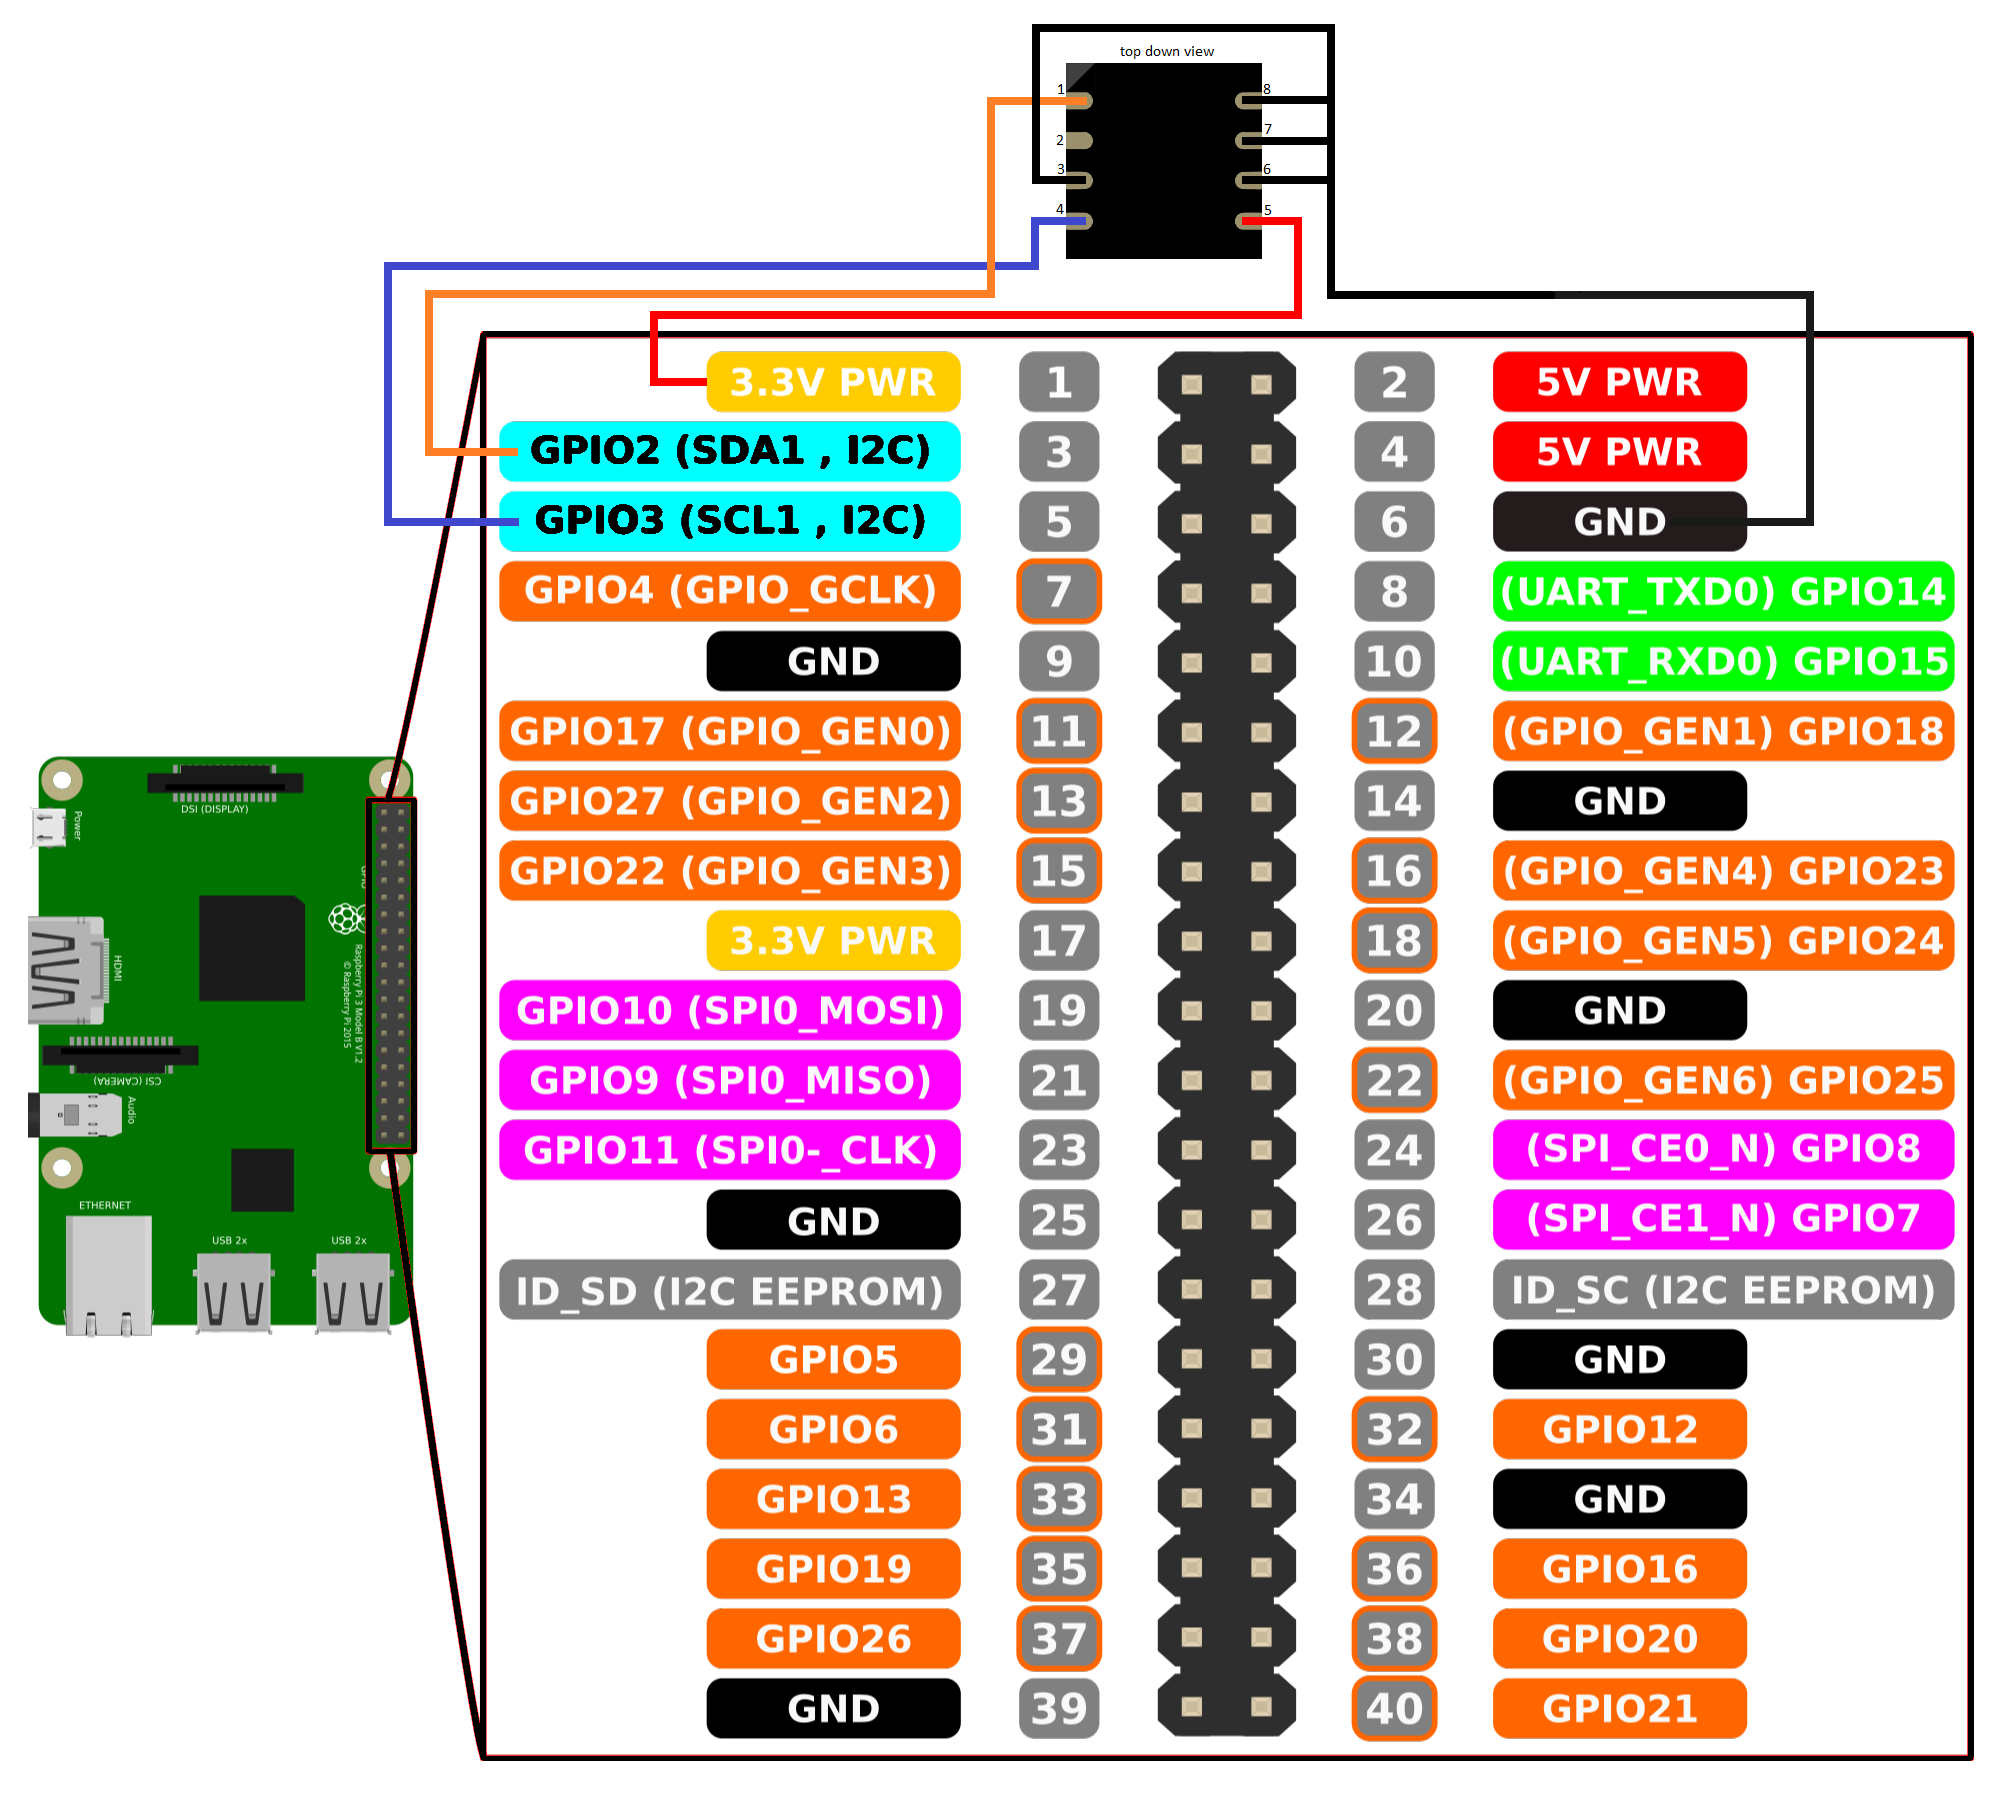 top down view
1 8
2 7
3 6
4 5
3.3V PWR 1 2 5V PWR
GPIO2 (SDA1 , I2C) 3 4 5V PWR
GPIO3 (SCL1 , I2C) 5 6 GND
GPIO4 (GPIO_GCLK) 7 8 (UART_TXD0) GPIO14
GND 9 10 (UART_RXD0) GPIO15
GPIO17 (GPIO_GEN0) 11 12 (GPIO_GEN1) GPIO18
GPIO27 (GPIO_GEN2) 13 14 GND
GPIO22 (GPIO_GEN3) 15 16 (GPIO_GEN4) GPIO23
3.3V PWR 17 18 (GPIO_GEN5) GPIO24
GPIO10 (SPI0_MOSI) 19 20 GND
GPIO9 (SPI0_MISO) 21 22 (GPIO_GEN6) GPIO25
GPIO11 (SPI0-_CLK) 23 24 (SPI_CE0_N) GPIO8
GND 25 26 (SPI_CE1_N) GPIO7
ID_SD (I2C EEPROM) 27 28 ID_SC (I2C EEPROM)
GPIO5 29 30 GND
GPIO6 31 32 GPIO12
GPIO13 33 34 GND
GPIO19 35 36 GPIO16
GPIO26 37 38 GPIO20
GND 39 40 GPIO21
DSI (DISPLAY)
Power
HDMI
Raspberry Pi 3 Model B V1.2
© Raspberry Pi 2015
CSI (CAMERA)
Audio
ETHERNET
USB 2x
USB 2x